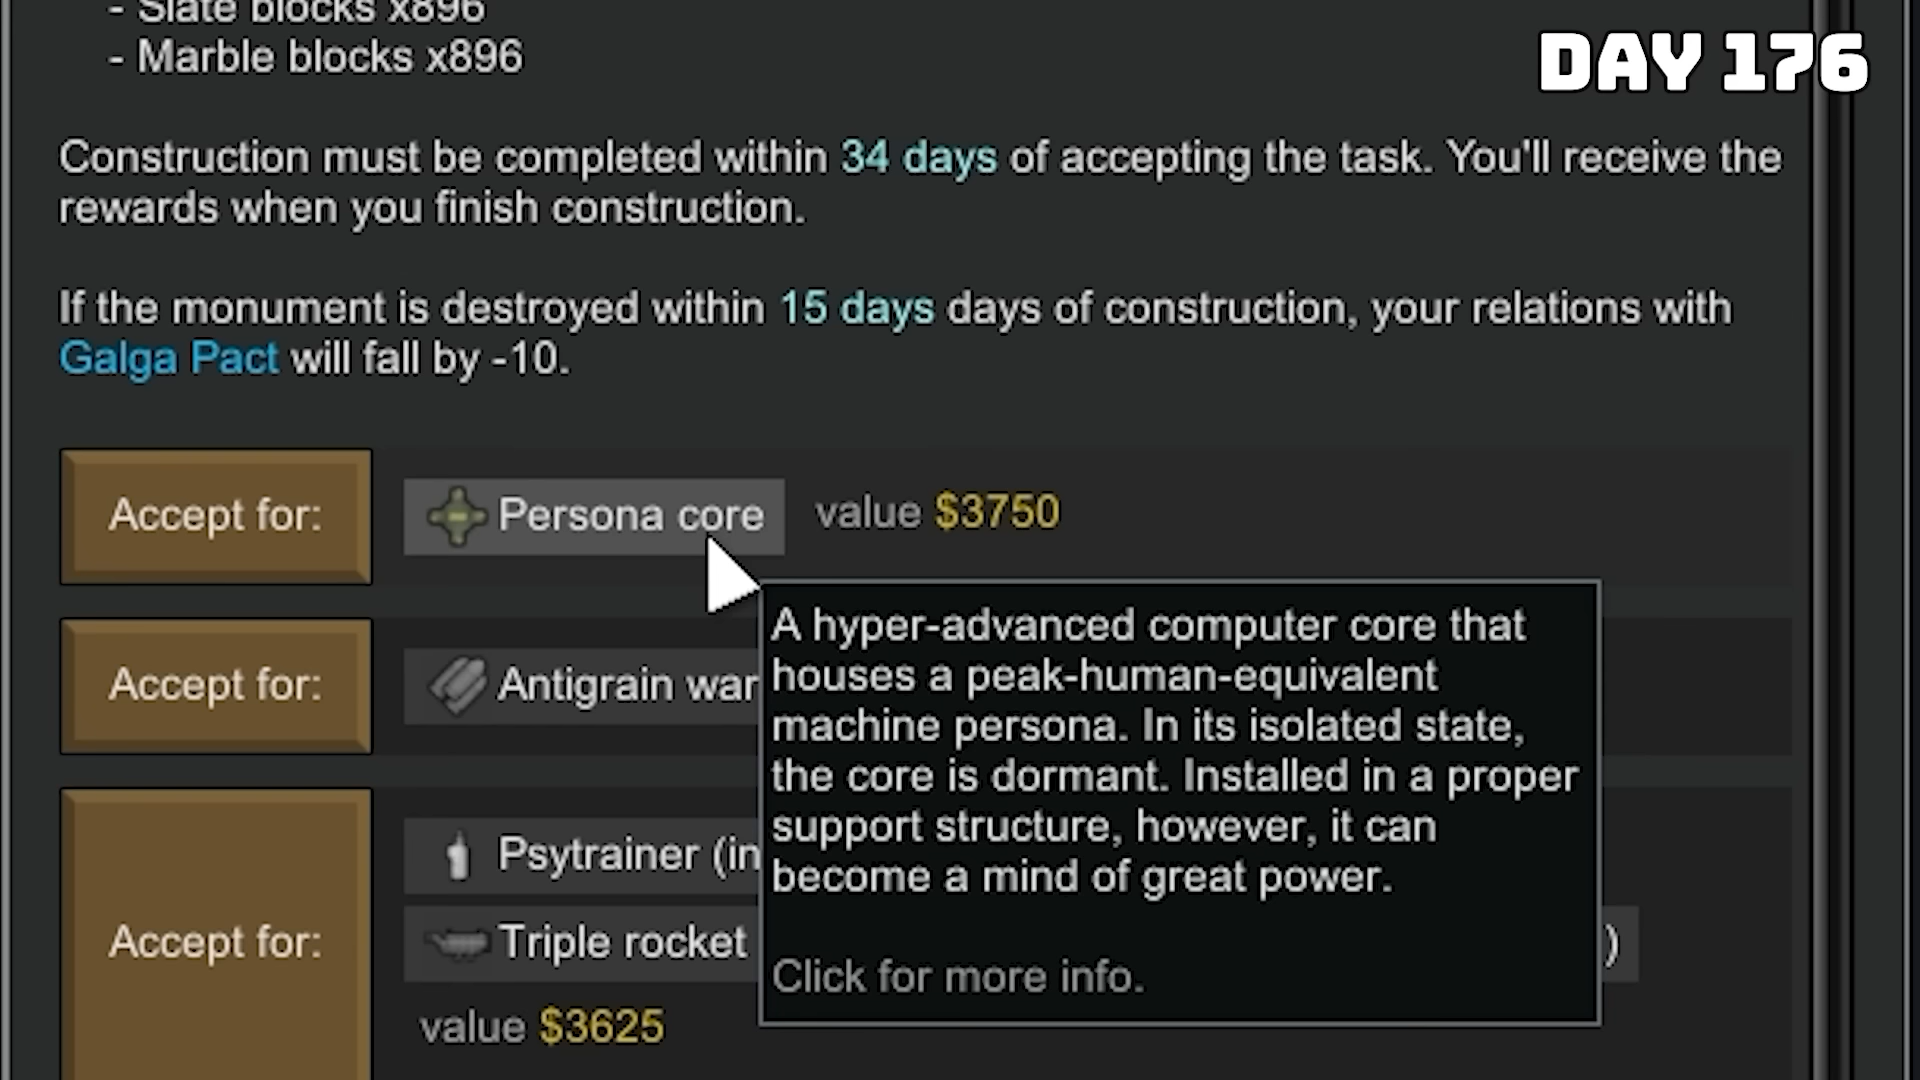 - Slate blocks x896
- Marble blocks x896
DAY 176
Construction must be completed within 34 days of accepting the task. You'll receive the
rewards when you finish construction.
If the monument is destroyed within 15 days days of construction, your relations with
Galga Pact will fall by -10.
Accept for:
Persona core
value $3750
Accept for:
Antigrain war
Accept for:
Psytrainer (in
Triple rocket
)
value $3625
A hyper-advanced computer core that
houses a peak-human-equivalent
machine persona. In its isolated state,
the core is dormant. Installed in a proper
support structure, however, it can
become a mind of great power.
Click for more info.